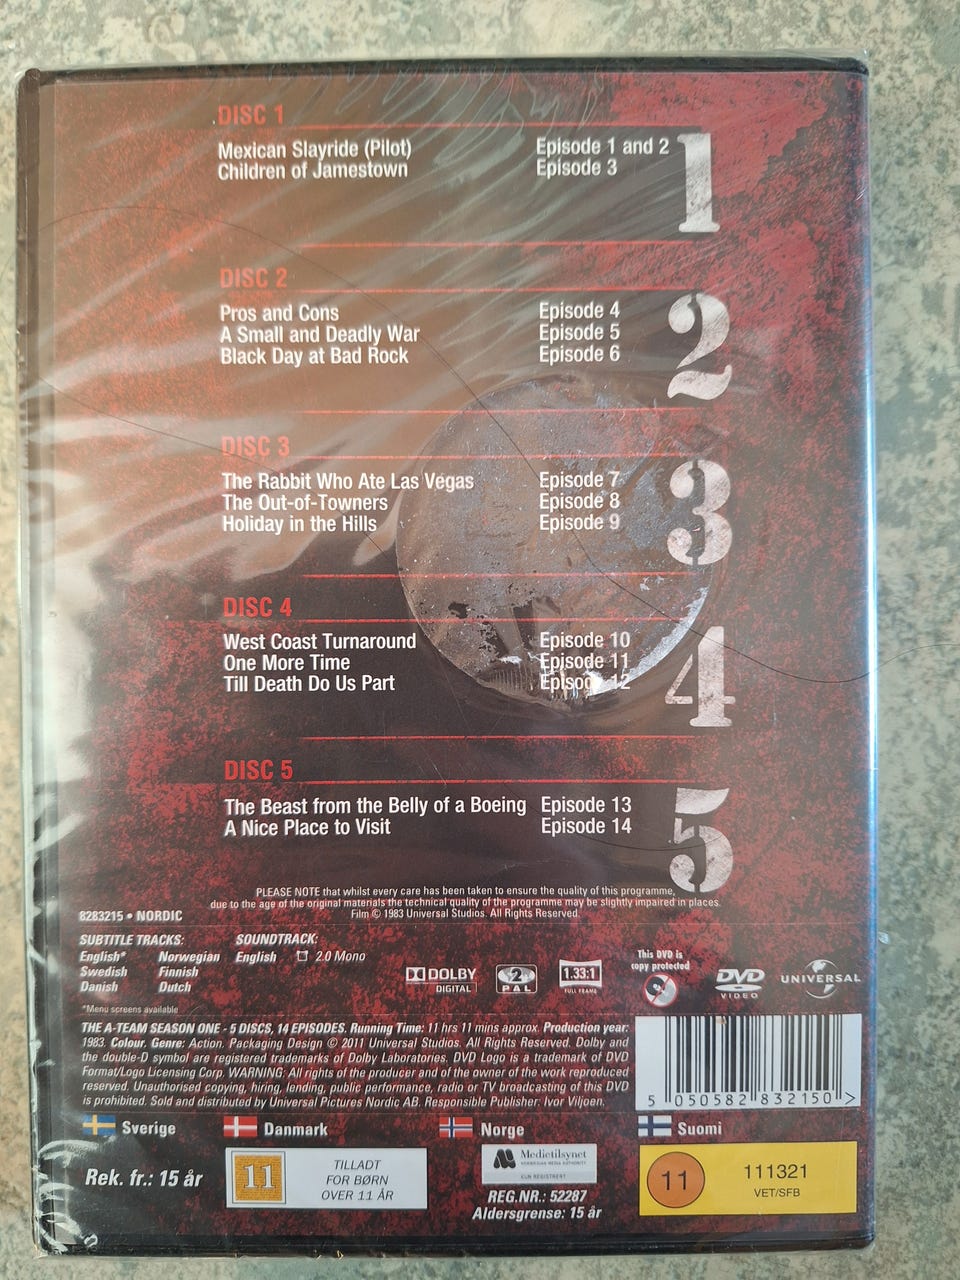 DISC 1
Mexican Slayride (Pilot) Episode 1 and 2
Children of Jamestown Episode 3
1
DISC 2
Pros and Cons Episode 4
A Small and Deadly War Episode 5
Black Day at Bad Rock Episode 6
2
DISC 3
The Rabbit Who Ate Las Vegas Episode 7
The Out-of-Towners Episode 8
Holiday in the Hills Episode 9
3
DISC 4
West Coast Turnaround Episode 10
One More Time Episode 11
Till Death Do Us Part Episode 12
4
DISC 5
The Beast from the Belly of a Boeing Episode 13
A Nice Place to Visit Episode 14
5
PLEASE NOTE that whilst every care has been taken to ensure the quality of this programme,
due to the age of the original materials the technical quality of the programme may be slightly impaired in places.
Film © 1983 Universal Studios. All Rights Reserved.
8283215 • NORDIC
SUBTITLE TRACKS: SOUNDTRACK:
English* Norwegian English 2.0 Mono
Swedish Finnish
Danish Dutch
*Menu screens available
DOLBY
DIGITAL
2
PAL
1.33:1
FULL FRAME
This DVD is
copy protected
DVD
VIDEO
UNIVERSAL
THE A-TEAM SEASON ONE - 5 DISCS, 14 EPISODES. Running Time: 11 hrs 11 mins approx. Production year:
1983. Colour. Genre: Action. Packaging Design © 2011 Universal Studios. All Rights Reserved. Dolby and
the double-D symbol are registered trademarks of Dolby Laboratories. DVD Logo is a trademark of DVD
Format/Logo Licensing Corp. WARNING: All rights of the producer and of the owner of the work reproduced
reserved. Unauthorised copying, hiring, lending, public performance, radio or TV broadcasting of this DVD
is prohibited. Sold and distributed by Universal Pictures Nordic AB. Responsible Publisher: Ivor Viljoen.
5 050582 832150 >
Sverige Danmark Norge Suomi
Rek. fr.: 15 år
11
TILLADT
FOR BØRN
OVER 11 ÅR
Medietilsynet
NORWEGIAN MEDIA AUTHORITY
KUN REGISTRERT
REG.NR.: 52287
Aldersgrense: 15 år
11
111321
VET/SFB